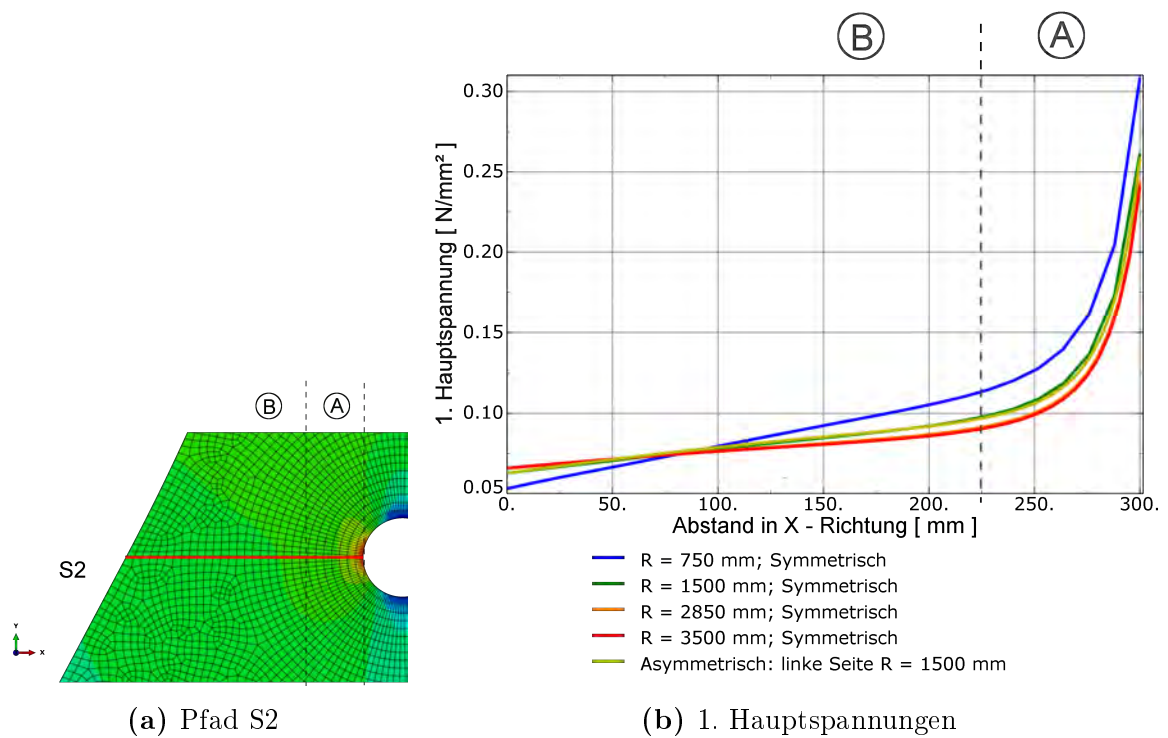 B A
0.30
0.25
0.20
0.15
0.10
0.05
1. Hauptspannung [ N/mm² ]
0. 50. 100. 150. 200. 250. 300.
Abstand in X - Richtung [ mm ]
R = 750 mm; Symmetrisch
R = 1500 mm; Symmetrisch
R = 2850 mm; Symmetrisch
R = 3500 mm; Symmetrisch
Asymmetrisch: linke Seite R = 1500 mm
B A
S2
Y
X
(a) Pfad S2
(b) 1. Hauptspannungen